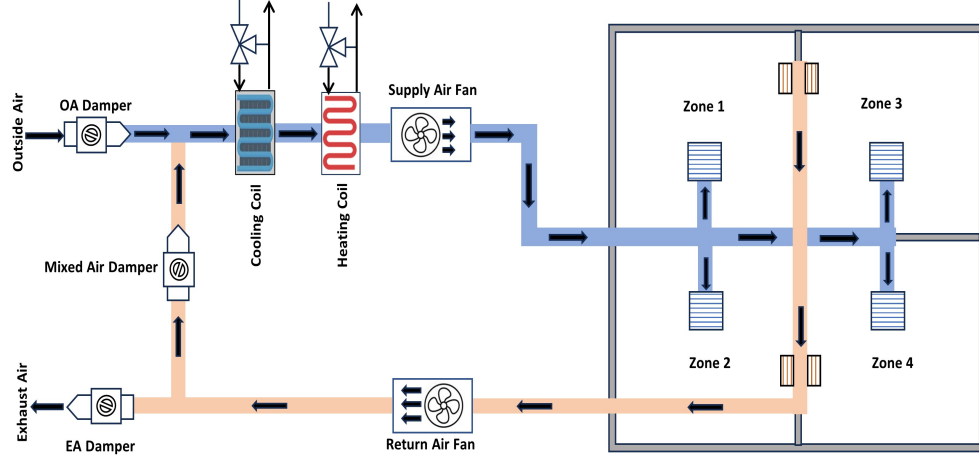 Supply Air Fan
OA Damper
Zone 1
Zone 3
Outside Air
Cooling Coil
Heating Coil
Mixed Air Damper
Zone 2
Zone 4
Exhaust Air
EA Damper
Return Air Fan